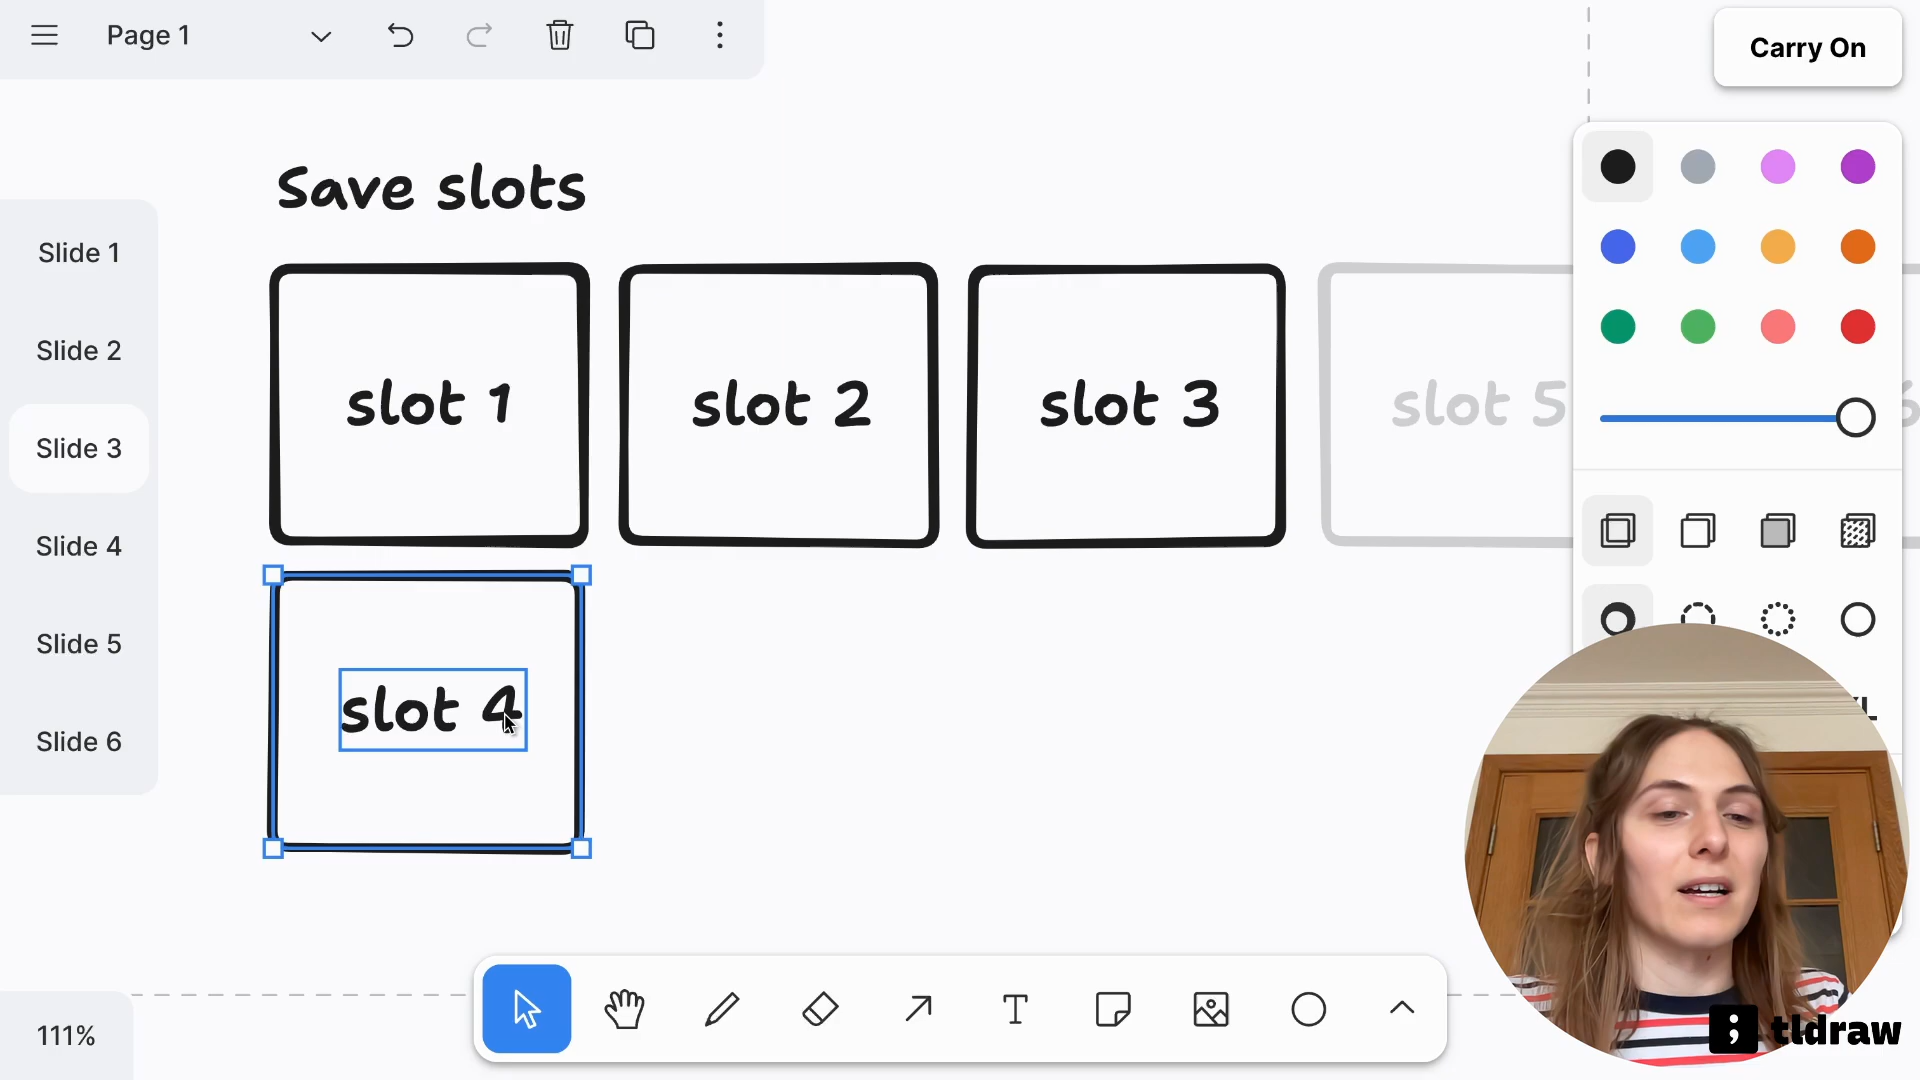 Page 1
Carry On
Save slots
Slide 1
Slide 2
Slide 3
Slide 4
Slide 5
Slide 6
slot 1
slot 2
slot 3
slot 5
6
slot 4
L
111%
tldraw